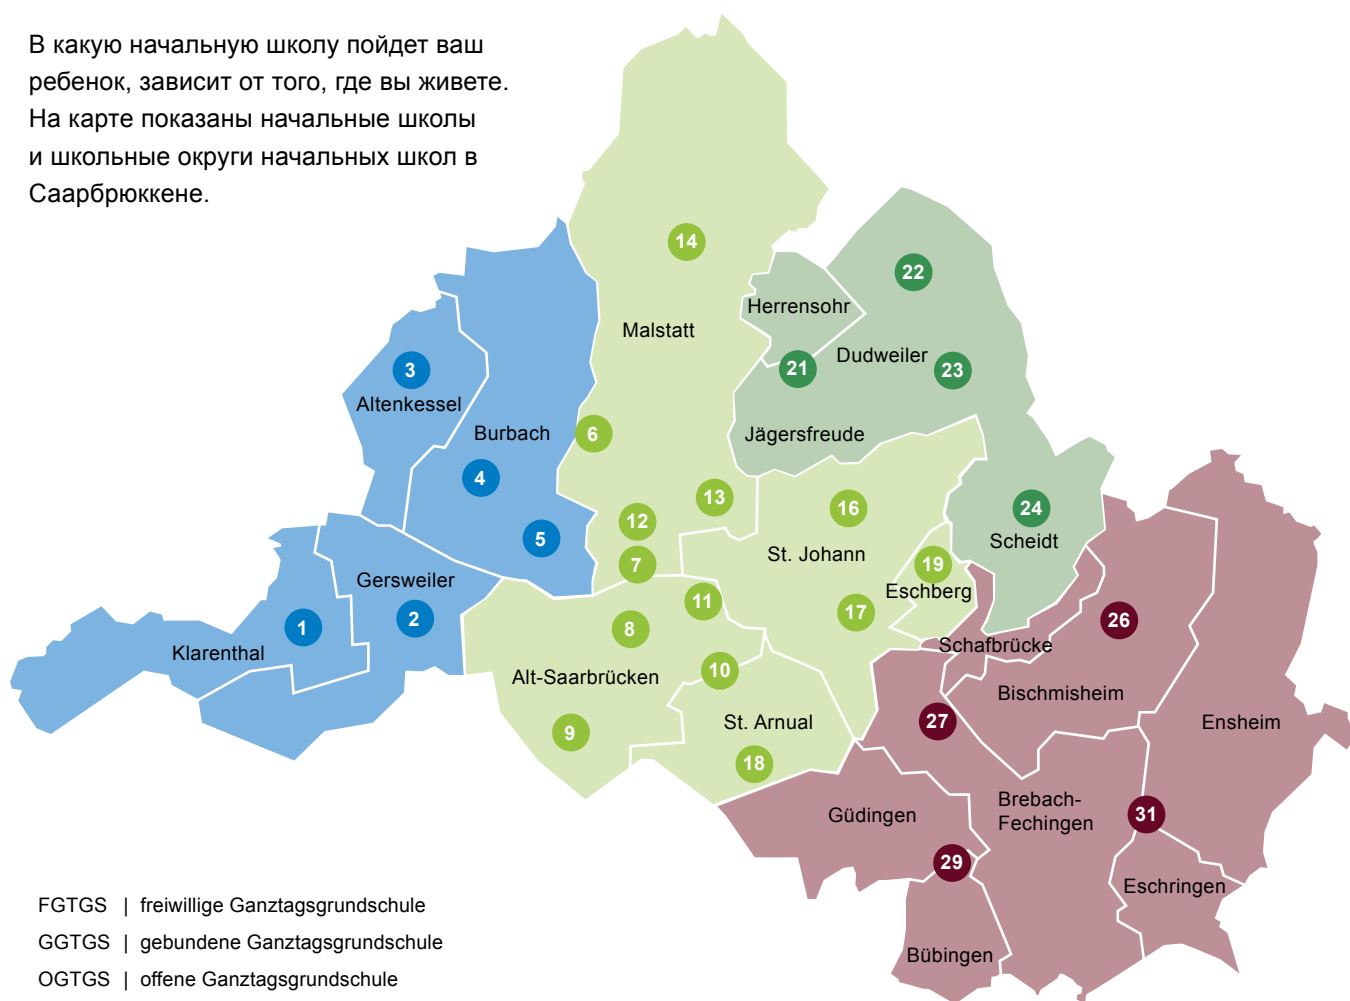 В какую начальную школу пойдет ваш
ребенок, зависит от того, где вы живете.
На карте показаны начальные школы
и школьные округи начальных школ в
Саарбрюккене.
14
22
Herrensohr
Malstatt
Dudweiler
21
23
3
Altenkessel
Burbach
6
Jägersfreude
4
13
16
12
24
5
Scheidt
St. Johann
7
19
Gersweiler
Eschberg
11
17
2
1
8
26
Schafbrücke
Klarenthal
10
Alt-Saarbrücken
Bischmisheim
27
St. Arnual
Ensheim
9
18
Brebach-
Fechingen
Güdingen
31
29
Eschringen
Bübingen
FGTGS | freiwillige Ganztagsgrundschule
GGTGS | gebundene Ganztagsgrundschule
OGTGS | offene Ganztagsgrundschule